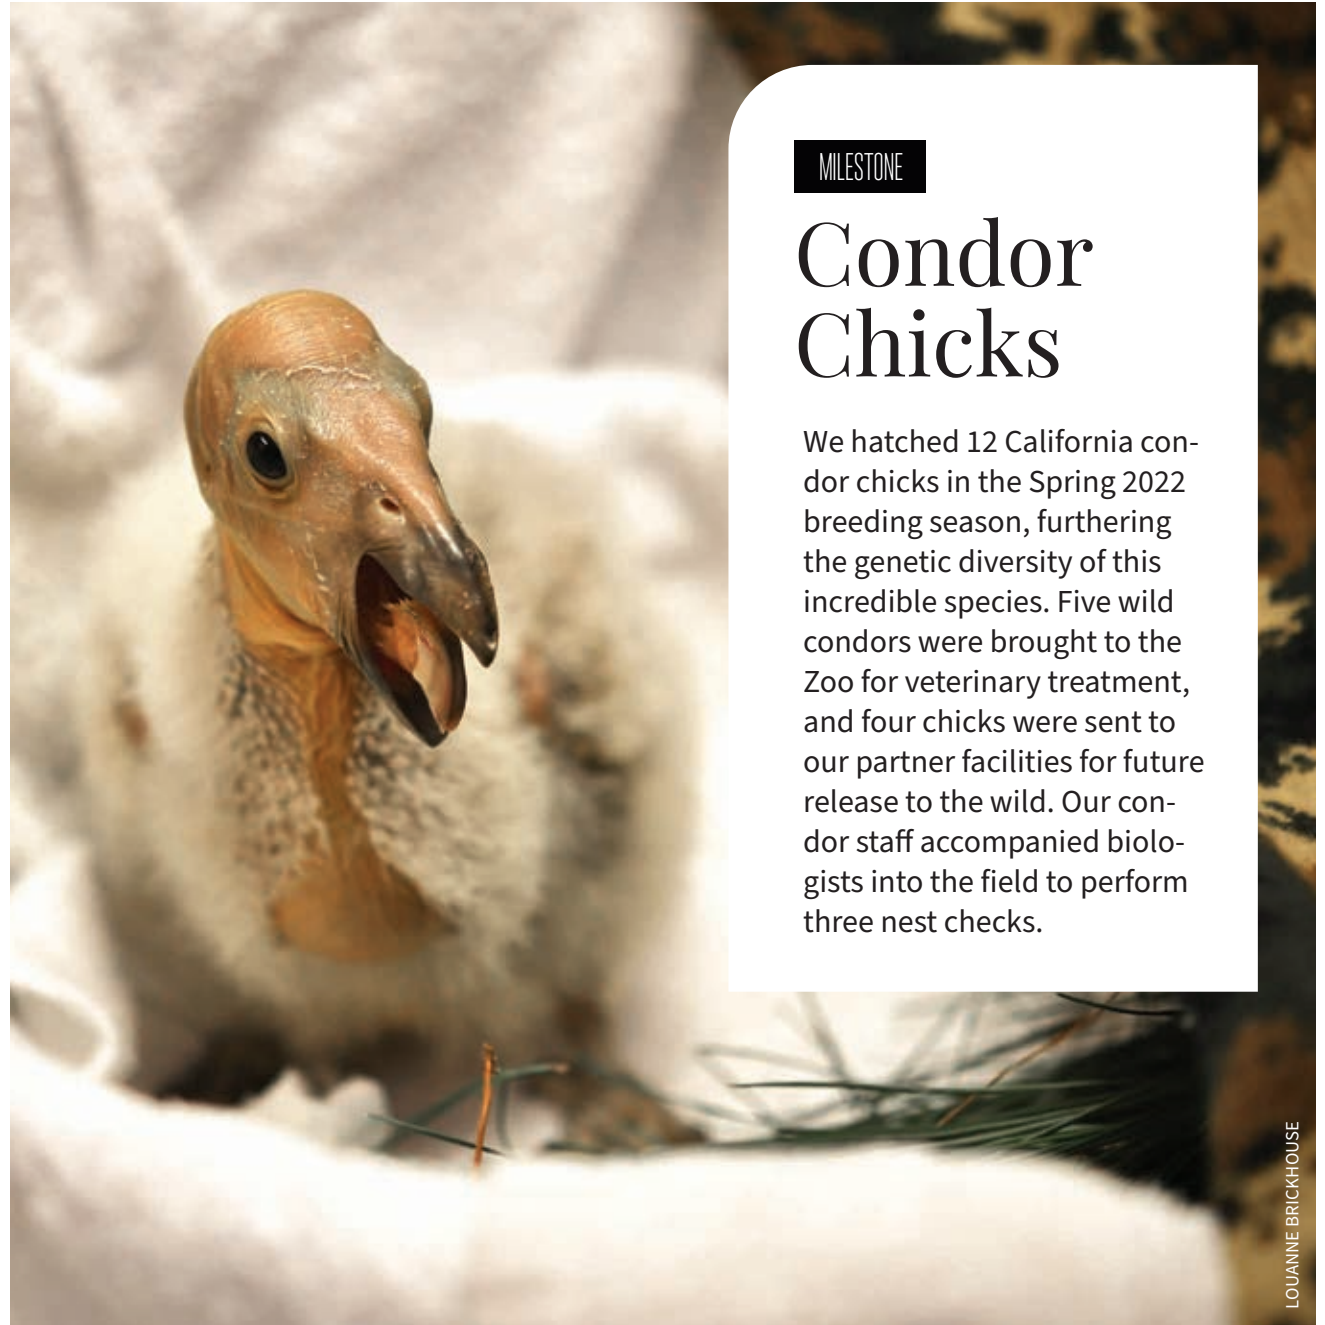 MILESTONE
Condor
Chicks
We hatched 12 California con-
dor chicks in the Spring 2022
breeding season, furthering
the genetic diversity of this
incredible species. Five wild
condors were brought to the
Zoo for veterinary treatment,
and four chicks were sent to
our partner facilities for future
release to the wild. Our con-
dor staff accompanied biolo-
gists into the field to perform
three nest checks.
LOUANNE BRICKHOUSE